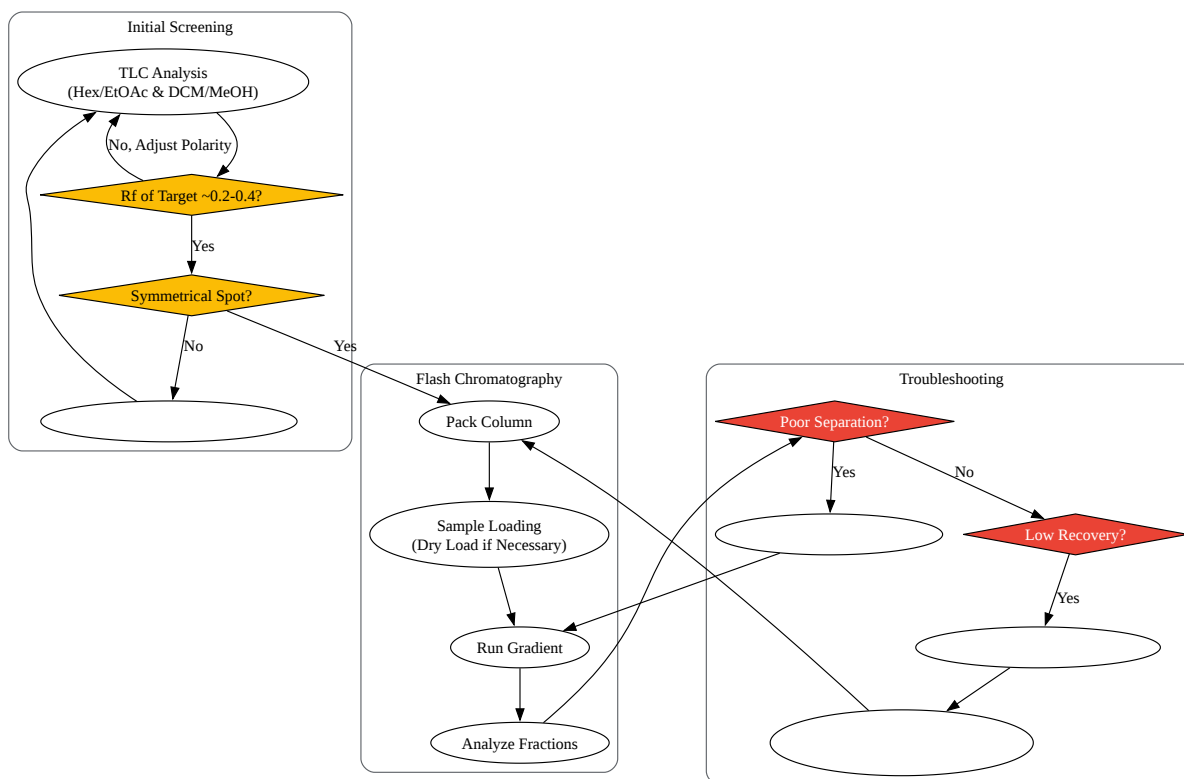 Initial Screening
TLC Analysis
(Hex/EtOAc & DCM/MeOH)
No, Adjust Polarity
Rf of Target ~0.2-0.4?
Yes
Symmetrical Spot?
No
Yes
Flash Chromatography
Pack Column
Sample Loading
(Dry Load if Necessary)
Run Gradient
Analyze Fractions
Troubleshooting
Poor Separation?
Yes
No
Low Recovery?
Yes